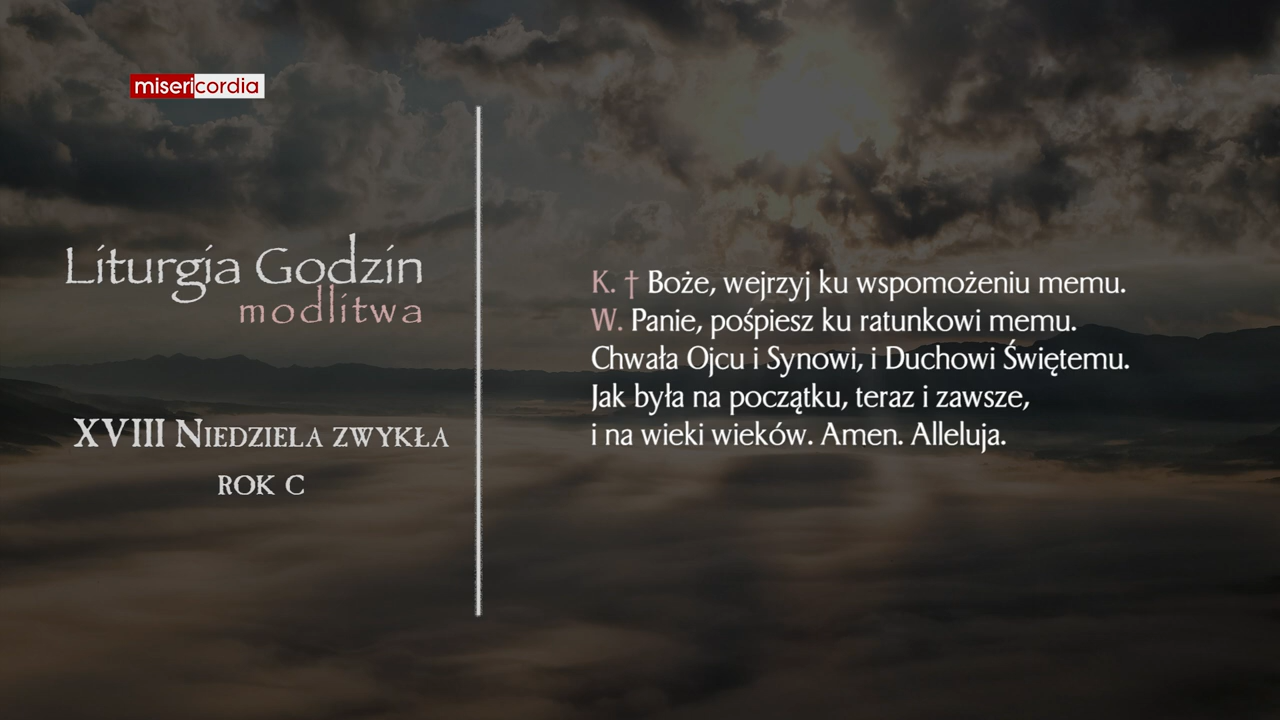 misericordia
Liturgia Godzin
modlitwa
XVIII Niedziela zwykła
rok C
K. † Boże, wejrzyj ku wspomożeniu memu.
W. Panie, pośpiesz ku ratunkowi memu.
Chwała Ojcu i Synowi, i Duchowi Świętemu.
Jak była na początku, teraz i zawsze,
i na wieki wieków. Amen. Alleluja.